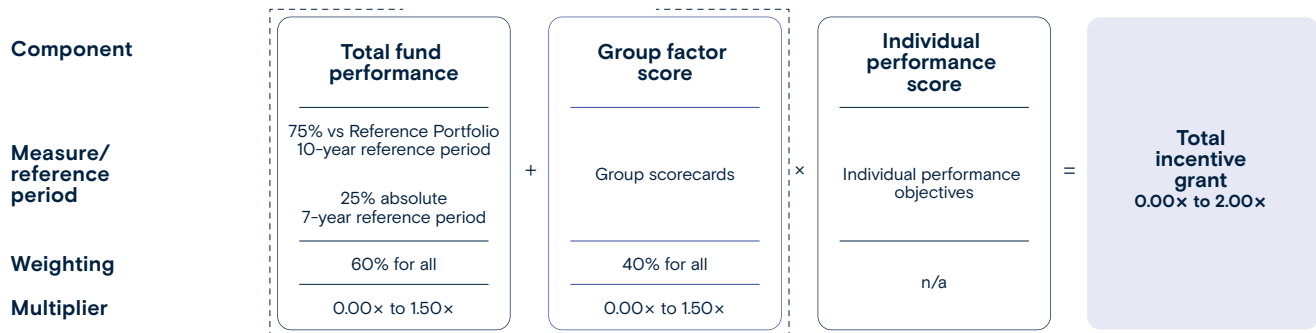 Component
Total fund
performance
Group factor
score
Individual
performance
score
Measure/
reference
period
75% vs Reference Portfolio
10-year reference period
25% absolute
7-year reference period
+
Group scorecards
×
Individual performance
objectives
=
Total
incentive
grant
0.00× to 2.00×
Weighting
60% for all
40% for all
n/a
Multiplier
0.00× to 1.50×
0.00× to 1.50×